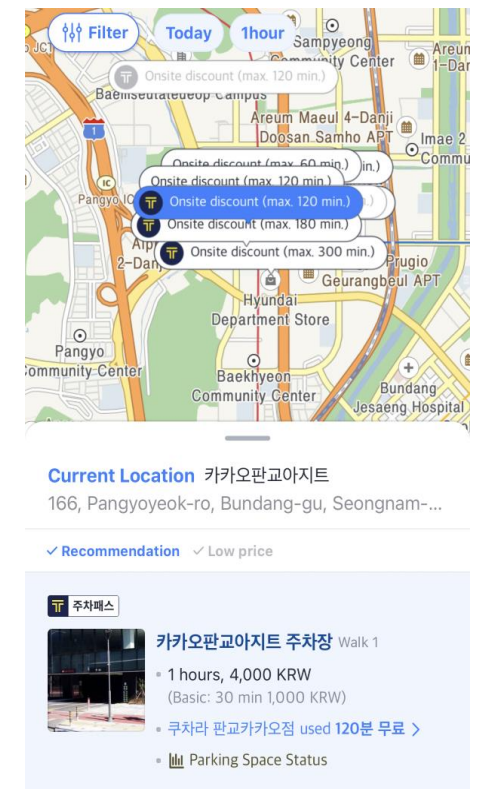 Filter
Today
1hour
Sampyeong
Community Center
Areum
1-Dan
JCT
Onsite discount (max. 120 min.)
Baemiseutateueop Campus
Areum Maeul 4-Danji
Doosan Samho APT
Imae 2
Commu
1
Onsite discount (max. 60 min.)
in.)
IC
Pangyo IC
Onsite discount (max. 120 min.)
Onsite discount (max. 120 min.)
Onsite discount (max. 180 min.)
Onsite discount (max. 300 min.)
2-Danj
Prugio
Geurangbeul APT
Hyundai
Department Store
Pangyo
ommunity Center
Baekhyeon
Community Center
Bundang
Jesaeng Hospital
Current Location 카카오판교아지트
166, Pangyoyeok-ro, Bundang-gu, Seongnam-...
Recommendation
Low price
주차패스
카카오판교아지트 주차장 Walk 1
1 hours, 4,000 KRW
(Basic: 30 min 1,000 KRW)
쿠차라 판교카카오점 used 120분 무료
Parking Space Status